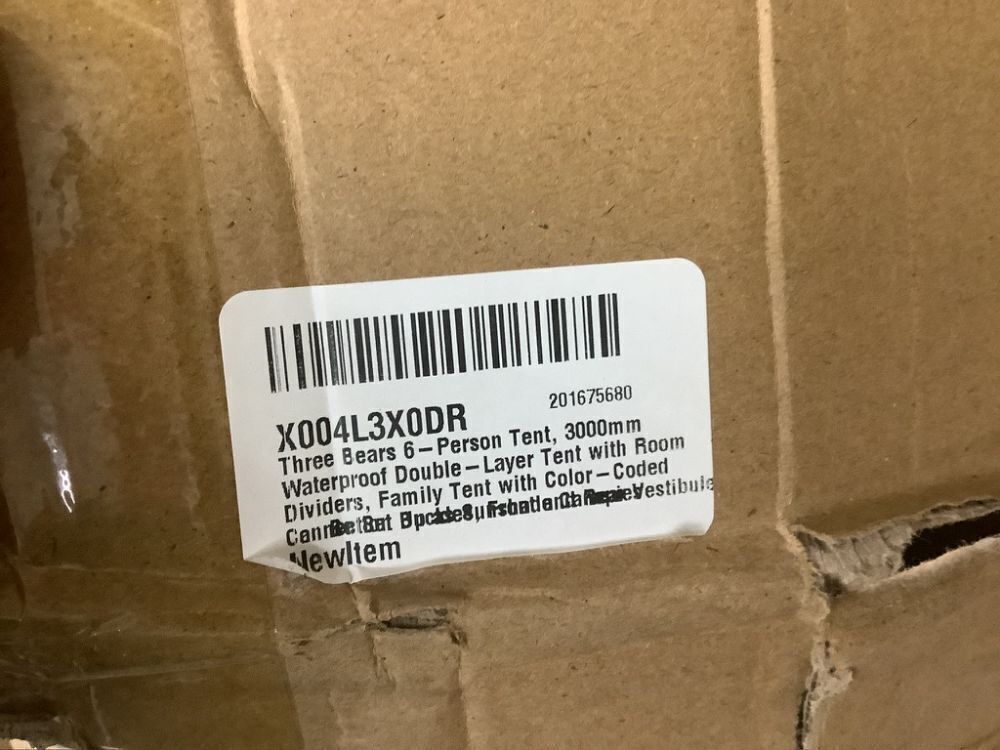 201675680
X004L3X0DR
Three Bears 6-Person Tent, 3000mm
Waterproof Double-Layer Tent with Room
Dividers, Family Tent with Color-Coded
Vestibule
NewItem